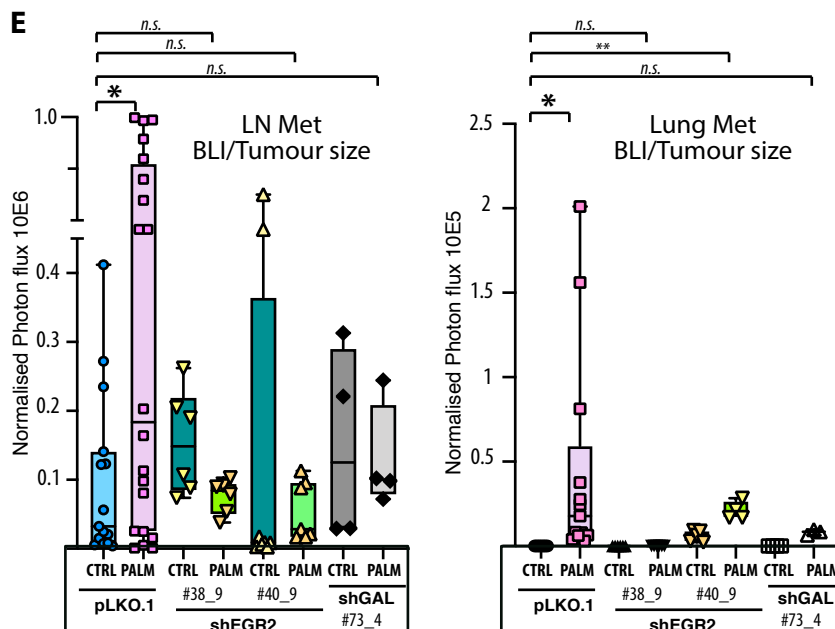 E
n.s.
n.s.
n.s.
*
LN Met
BLI/Tumour size
Normalised Photon flux 10E6
1.0
0.4
0.3
0.2
0.1
CTRL PALM CTRL PALM CTRL PALM CTRL PALM
pLKO.1
#38_9 #40_9
shEGR2
shGAL
#73_4
n.s.
**
n.s.
*
Lung Met
BLI/Tumour size
Normalised Photon flux 10E5
2.5
2
1.5
1
0.5
CTRL PALM CTRL PALM CTRL PALM CTRL PALM
pLKO.1
#38_9 #40_9
shEGR2
shGAL
#73_4